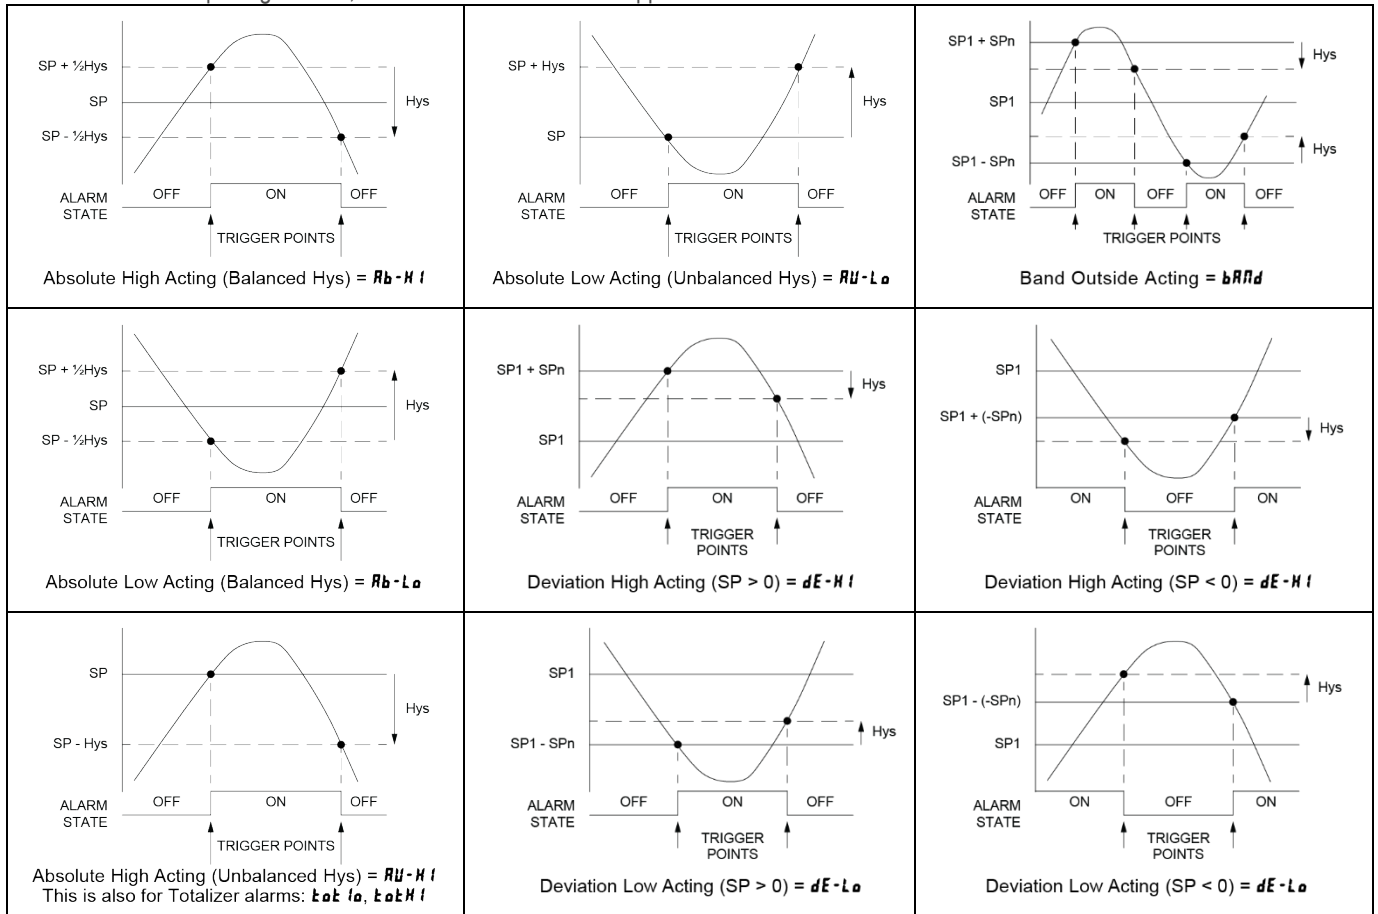 SP + ½Hys
SP
SP - ½Hys
Hys
OFF
ON
OFF
ALARM
STATE
TRIGGER POINTS
Absolute High Acting (Balanced Hys) = Ab-HI
SP + Hys
SP
Hys
OFF
ON
OFF
ALARM
STATE
TRIGGER POINTS
Absolute Low Acting (Unbalanced Hys) = AU-Lo
SP1 + SPn
SP1
SP1 - SPn
Hys
Hys
OFF
ON
OFF
ON
OFF
ALARM
STATE
TRIGGER POINTS
Band Outside Acting = bANd
SP + ½Hys
SP
SP - ½Hys
Hys
OFF
ON
OFF
ALARM
STATE
TRIGGER POINTS
Absolute Low Acting (Balanced Hys) = Ab-Lo
SP1 + SPn
SP1
Hys
OFF
ON
OFF
ALARM
STATE
TRIGGER
POINTS
Deviation High Acting (SP > 0) = dE-HI
SP1
SP1 + (-SPn)
Hys
ON
OFF
ON
ALARM
STATE
TRIGGER
POINTS
Deviation High Acting (SP < 0) = dE-HI
SP
SP - Hys
Hys
OFF
ON
OFF
ALARM
STATE
TRIGGER POINTS
Absolute High Acting (Unbalanced Hys) = AU-HI
This is also for Totalizer alarms: totlo, totHI
SP1
SP1 - SPn
Hys
OFF
ON
OFF
ALARM
STATE
TRIGGER
POINTS
Deviation Low Acting (SP > 0) = dE-Lo
SP1 - (-SPn)
SP1
Hys
ON
OFF
ON
ALARM
STATE
TRIGGER
POINTS
Deviation Low Acting (SP < 0) = dE-Lo